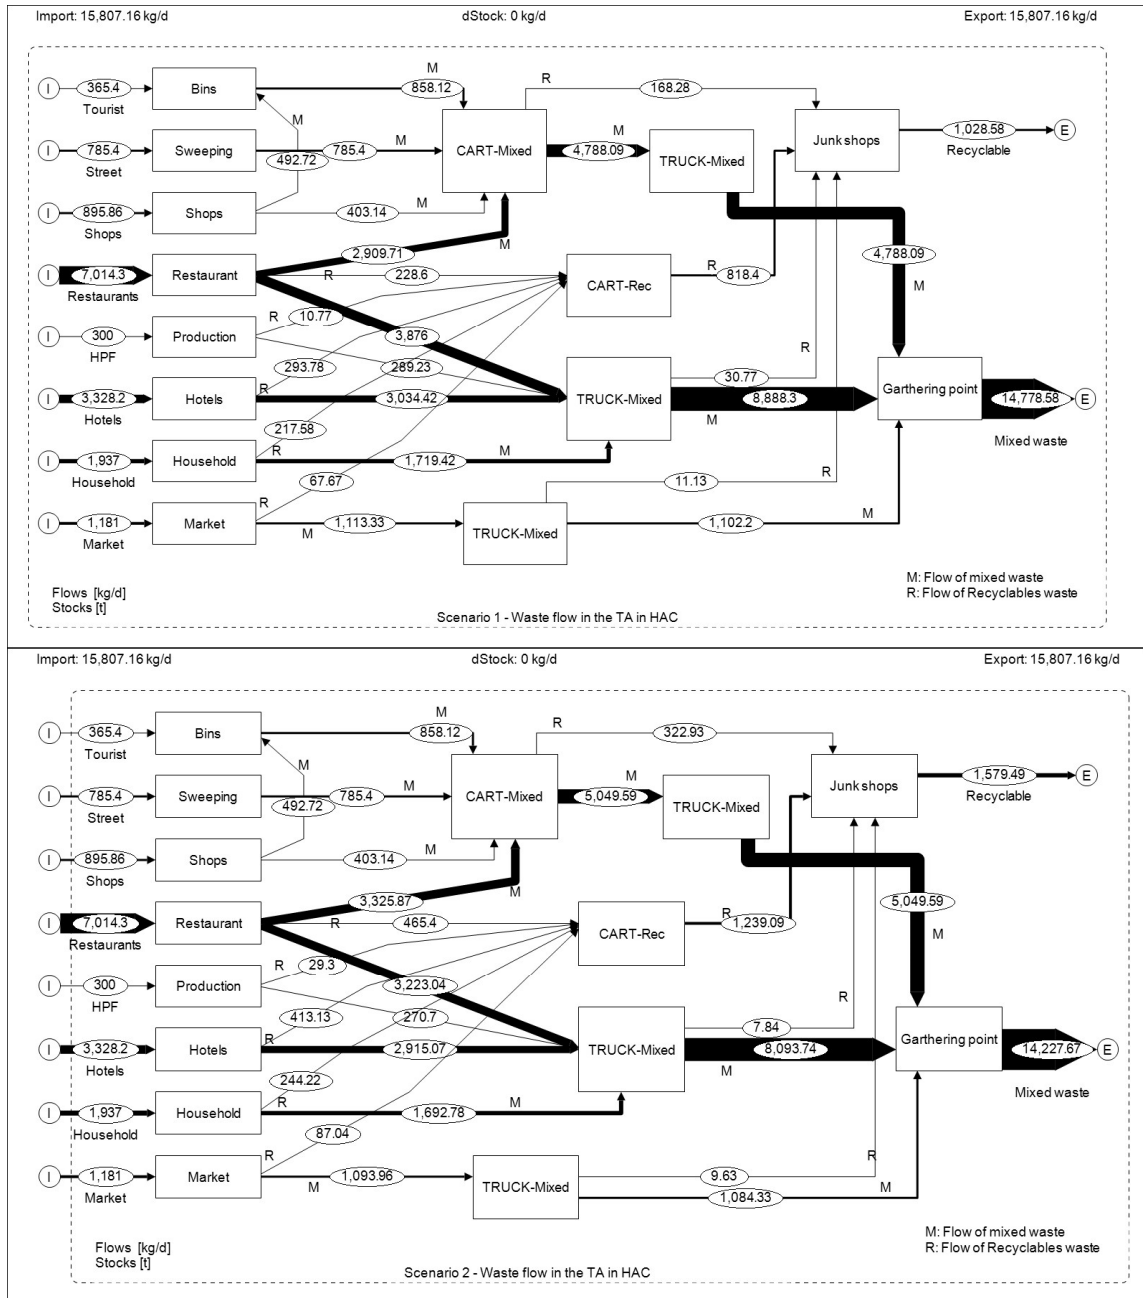 Import: 15,807.16 kg/d dStock: 0 kg/d Export: 15,807.16 kg/d
M
I 365.4 Bins 858.12 R 168.28
Tourist
M M
I 785.4 Sweeping 785.4 M CART-Mixed 4,788.09 TRUCK-Mixed Junk shops 1,028.58 E
Street 492.72 Recyclable
I 895.86 Shops 403.14 M
Shops
M
I 7,014.3 Restaurant 2,909.71 R 228.6 CART-Rec R 818.4 4,788.09
Restaurants M
I 300 Production R 10.77 3,876
HPF
293.78 289.23 R
I 3,328.2 Hotels R 3,034.42 TRUCK-Mixed 30.77 8,888.3 Garthering point 14,778.58 E
Hotels M Mixed waste
217.58
I 1,937 Household R 1,719.42 M
Household R
67.67 11.13
R
I 1,181 Market 1,113.33 TRUCK-Mixed 1,102.2 M
Market M
M: Flow of mixed waste
Flows [kg/d] R: Flow of Recyclables waste
Stocks [t]
Scenario 1 - Waste flow in the TA in HAC
Import: 15,807.16 kg/d dStock: 0 kg/d Export: 15,807.16 kg/d
M
I 365.4 Bins 858.12 R 322.93
Tourist
M M
I 785.4 Sweeping 785.4 M CART-Mixed 5,049.59 TRUCK-Mixed Junk shops 1,579.49 E
Street 492.72 Recyclable
I 895.86 Shops 403.14 M
Shops
M
I 7,014.3 Restaurant 3,325.87 R 465.4 CART-Rec R 1,239.09 5,049.59
Restaurants M
I 300 Production R 29.3 3,223.04
HPF
413.13 270.7 R
I 3,328.2 Hotels R 2,915.07 TRUCK-Mixed 7.84 8,093.74 Garthering point 14,227.67 E
Hotels M Mixed waste
244.22
I 1,937 Household R 1,692.78 M
Household
87.04 R
R
I 1,181 Market 1,093.96 TRUCK-Mixed 9.63 1,084.33 M
Market M
M: Flow of mixed waste
Flows [kg/d] R: Flow of Recyclables waste
Stocks [t]
Scenario 2 - Waste flow in the TA in HAC